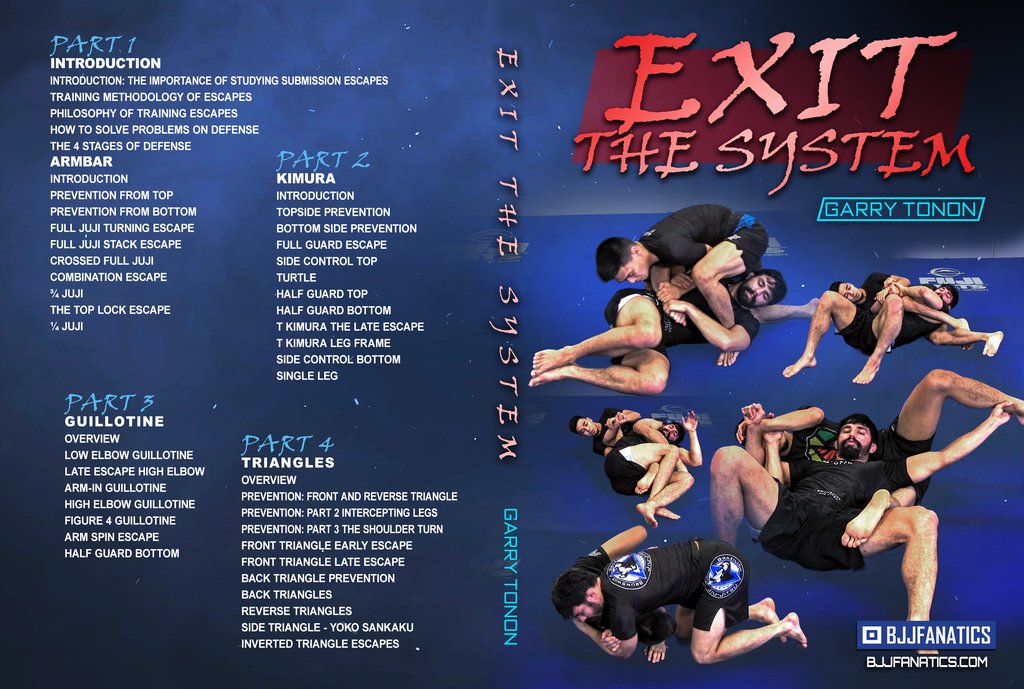 PART 1
INTRODUCTION
INTRODUCTION: THE IMPORTANCE OF STUDYING SUBMISSION ESCAPES
TRAINING METHODOLOGY OF ESCAPES
PHILOSOPHY OF TRAINING ESCAPES
HOW TO SOLVE PROBLEMS ON DEFENSE
THE 4 STAGES OF DEFENSE
ARMBAR
INTRODUCTION
PREVENTION FROM TOP
PREVENTION FROM BOTTOM
FULL JUJI TURNING ESCAPE
FULL JUJI STACK ESCAPE
CROSSED FULL JUJI
COMBINATION ESCAPE
¾ JUJI
THE TOP LOCK ESCAPE
¼ JUJI
PART 2
KIMURA
INTRODUCTION
TOPSIDE PREVENTION
BOTTOM SIDE PREVENTION
FULL GUARD ESCAPE
SIDE CONTROL TOP
TURTLE
HALF GUARD TOP
HALF GUARD BOTTOM
T KIMURA THE LATE ESCAPE
T KIMURA LEG FRAME
SIDE CONTROL BOTTOM
SINGLE LEG
PART 3
GUILLOTINE
OVERVIEW
LOW ELBOW GUILLOTINE
LATE ESCAPE HIGH ELBOW
ARM-IN GUILLOTINE
HIGH ELBOW GUILLOTINE
FIGURE 4 GUILLOTINE
ARM SPIN ESCAPE
HALF GUARD BOTTOM
PART 4
TRIANGLES
OVERVIEW
PREVENTION: FRONT AND REVERSE TRIANGLE
PREVENTION: PART 2 INTERCEPTING LEGS
PREVENTION: PART 3 THE SHOULDER TURN
FRONT TRIANGLE EARLY ESCAPE
FRONT TRIANGLE LATE ESCAPE
BACK TRIANGLE PREVENTION
BACK TRIANGLES
REVERSE TRIANGLES
SIDE TRIANGLE - YOKO SANKAKU
INVERTED TRIANGLE ESCAPES
EXIT THE SYSTEM
GARRY TONON
EXIT
THE SYSTEM
GARRY TONON
FUJI
BJJFANATICS
BJJFANATICS.COM